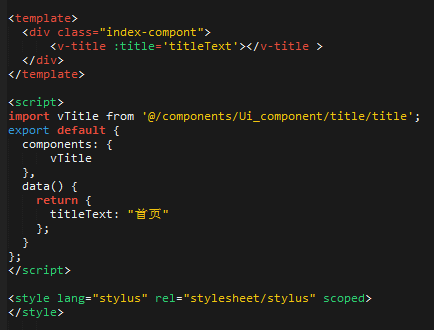 <template>
  <div class="index-compont">
      <v-title :title='titleText'></v-title >
  </div>
</template>

<script>
import vTitle from '@/components/Ui_component/title/title';
export default {
  components: {
      vTitle
  },
  data() {
    return {
      titleText: "首页"
    };
  }
};
</script>

<style lang="stylus" rel="stylesheet/stylus" scoped>
</style>